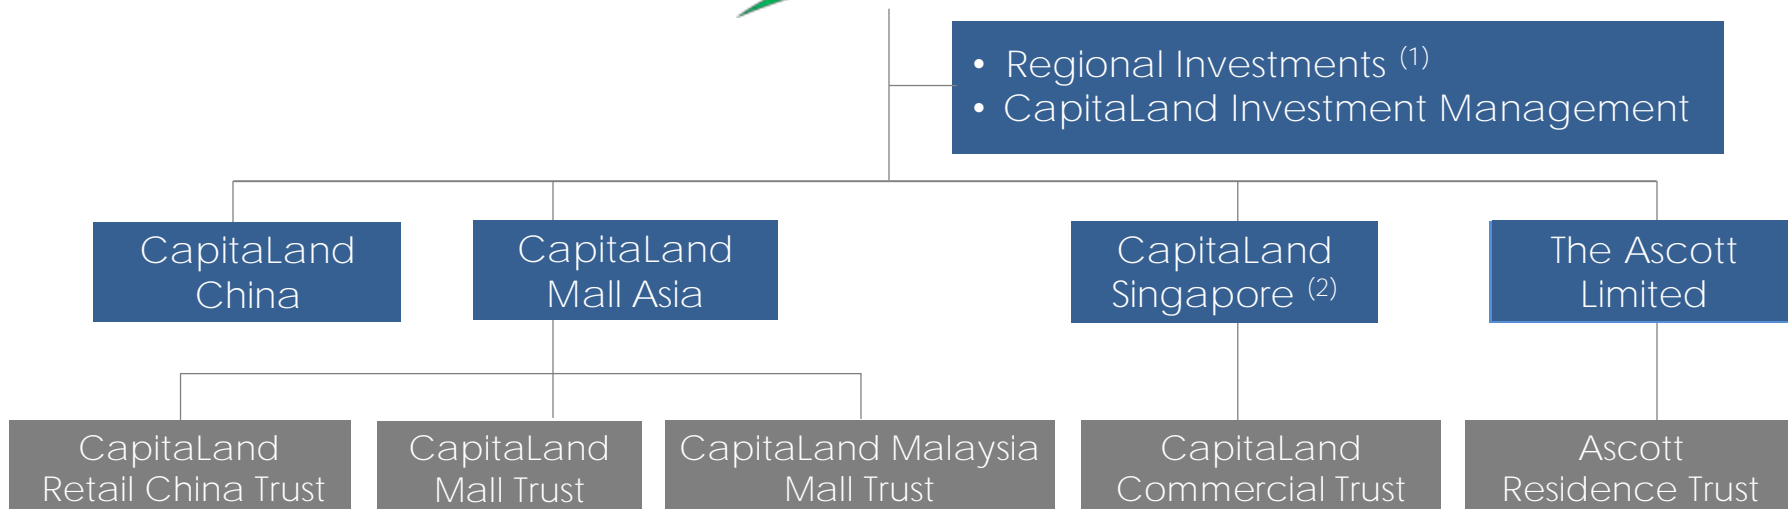 • Regional Investments (1)
• CapitaLand Investment Management
CapitaLand
China
CapitaLand
Mall Asia
CapitaLand
Singapore (2)
The Ascott
Limited
CapitaLand
Retail China Trust
CapitaLand
Mall Trust
CapitaLand Malaysia
Mall Trust
CapitaLand
Commercial Trust
Ascott
Residence Trust